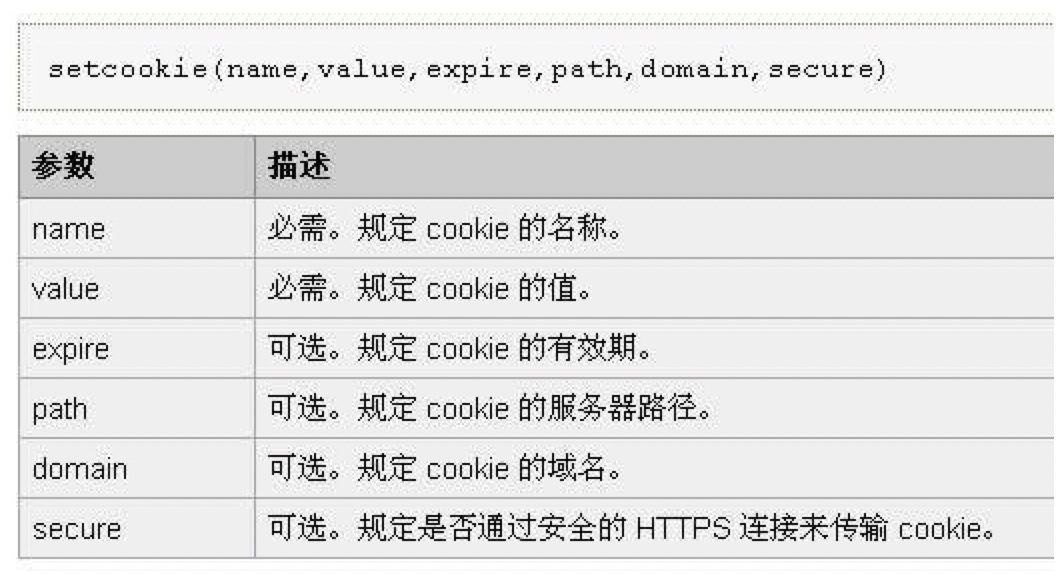 setcookie(name,value,expire,path,domain,secure)
参数 描述
name 必需。规定 cookie 的名称。
value 必需。规定 cookie 的值。
expire 可选。规定 cookie 的有效期。
path 可选。规定 cookie 的服务器路径。
domain 可选。规定 cookie 的域名。
secure 可选。规定是否通过安全的 HTTPS 连接来传输 cookie。